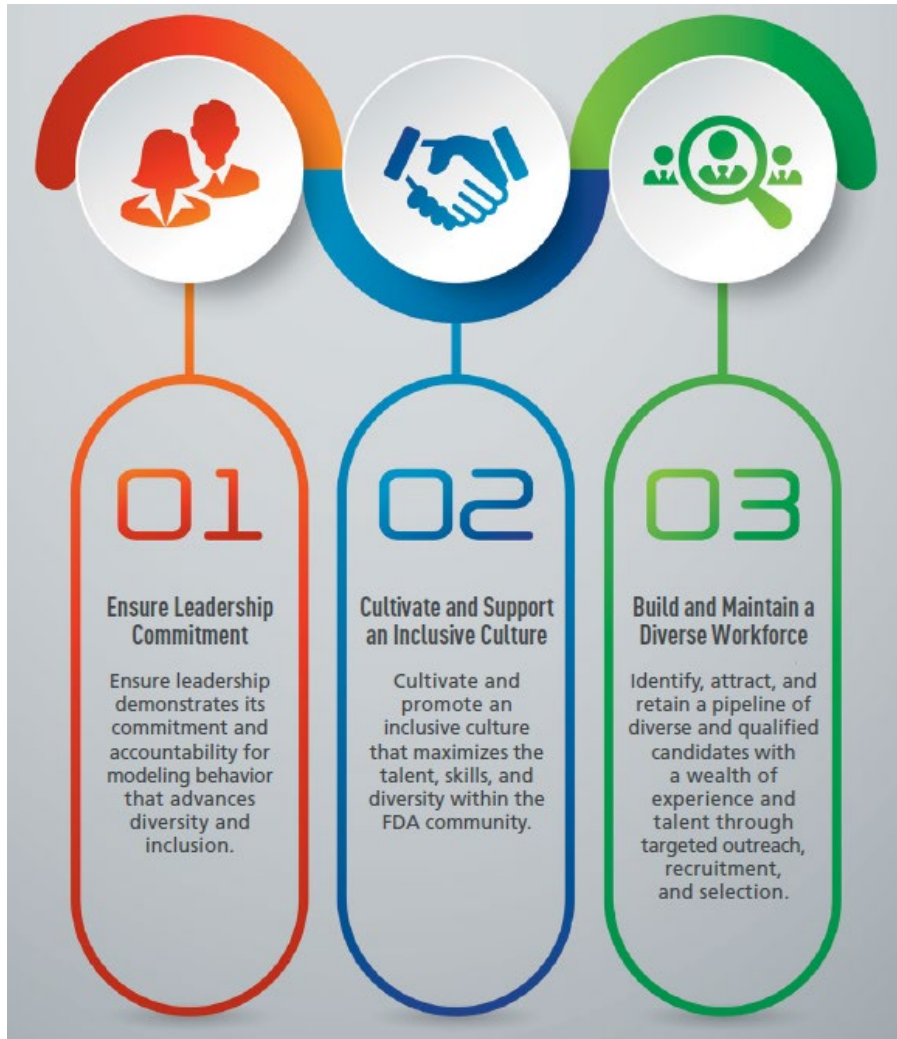 01
Ensure Leadership
Commitment
Ensure leadership
demonstrates its
commitment and
accountability for
modeling behavior
that advances
diversity and
inclusion.
02
Cultivate and Support
an Inclusive Culture
Cultivate and
promote an
inclusive culture
that maximizes the
talent, skills, and
diversity within the
FDA community.
03
Build and Maintain a
Diverse Workforce
Identify, attract, and
retain a pipeline of
diverse and qualified
candidates with
a wealth of
experience and
talent through
targeted outreach,
recruitment,
and selection.